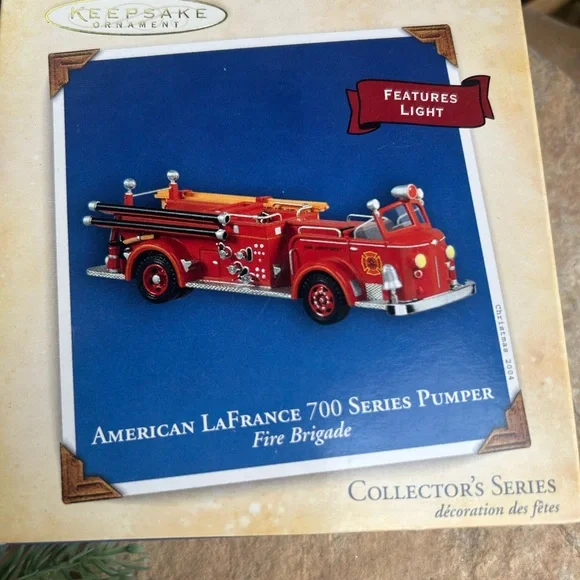 KEEPSAKE
ORNAMENT
FEATURES
LIGHT
Christmas 2004
AMERICAN LAFRANCE 700 SERIES PUMPER
Fire Brigade
COLLECTOR'S SERIES
décoration des fêtes